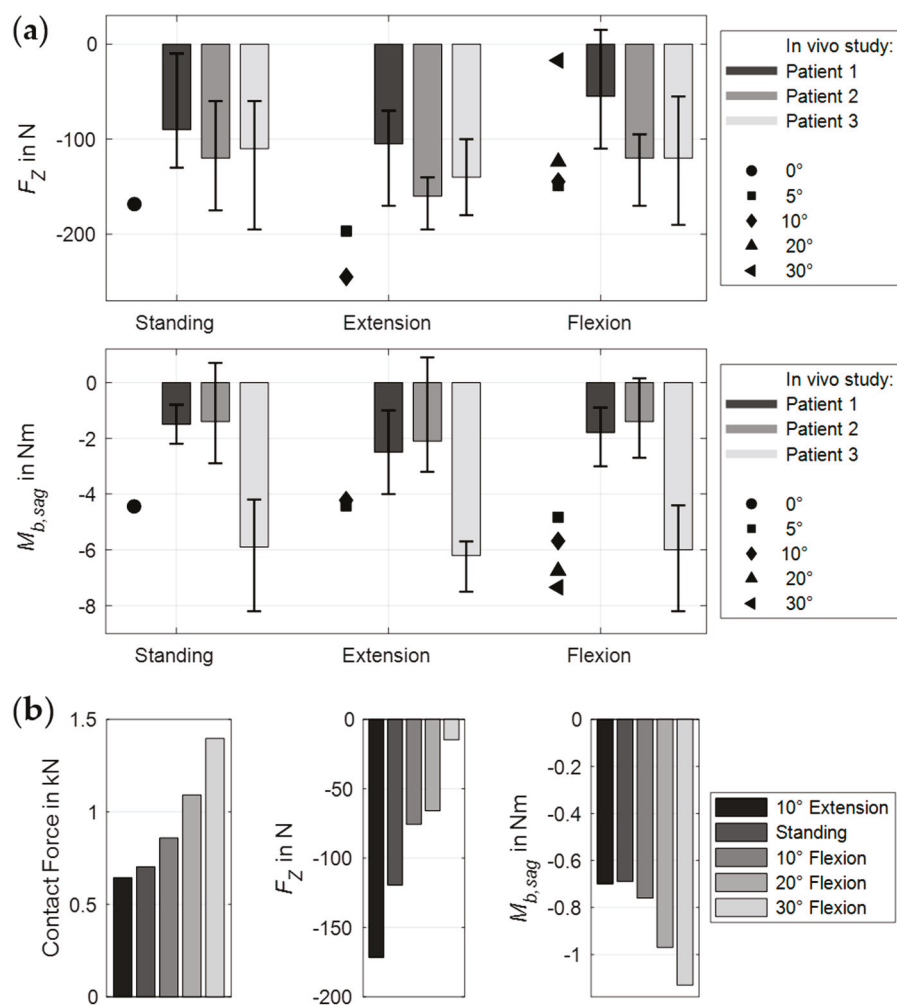 (a)
F_Z in N
0
-100
-200
Standing
Extension
Flexion
In vivo study:
Patient 1
Patient 2
Patient 3
0°
5°
10°
20°
30°
M_b,sag in Nm
0
-2
-4
-6
-8
Standing
Extension
Flexion
In vivo study:
Patient 1
Patient 2
Patient 3
0°
5°
10°
20°
30°
(b)
Contact Force in kN
1.5
1
0.5
0
F_Z in N
0
-50
-100
-150
-200
M_b,sag in Nm
0
-0.2
-0.4
-0.6
-0.8
-1
10° Extension
Standing
10° Flexion
20° Flexion
30° Flexion